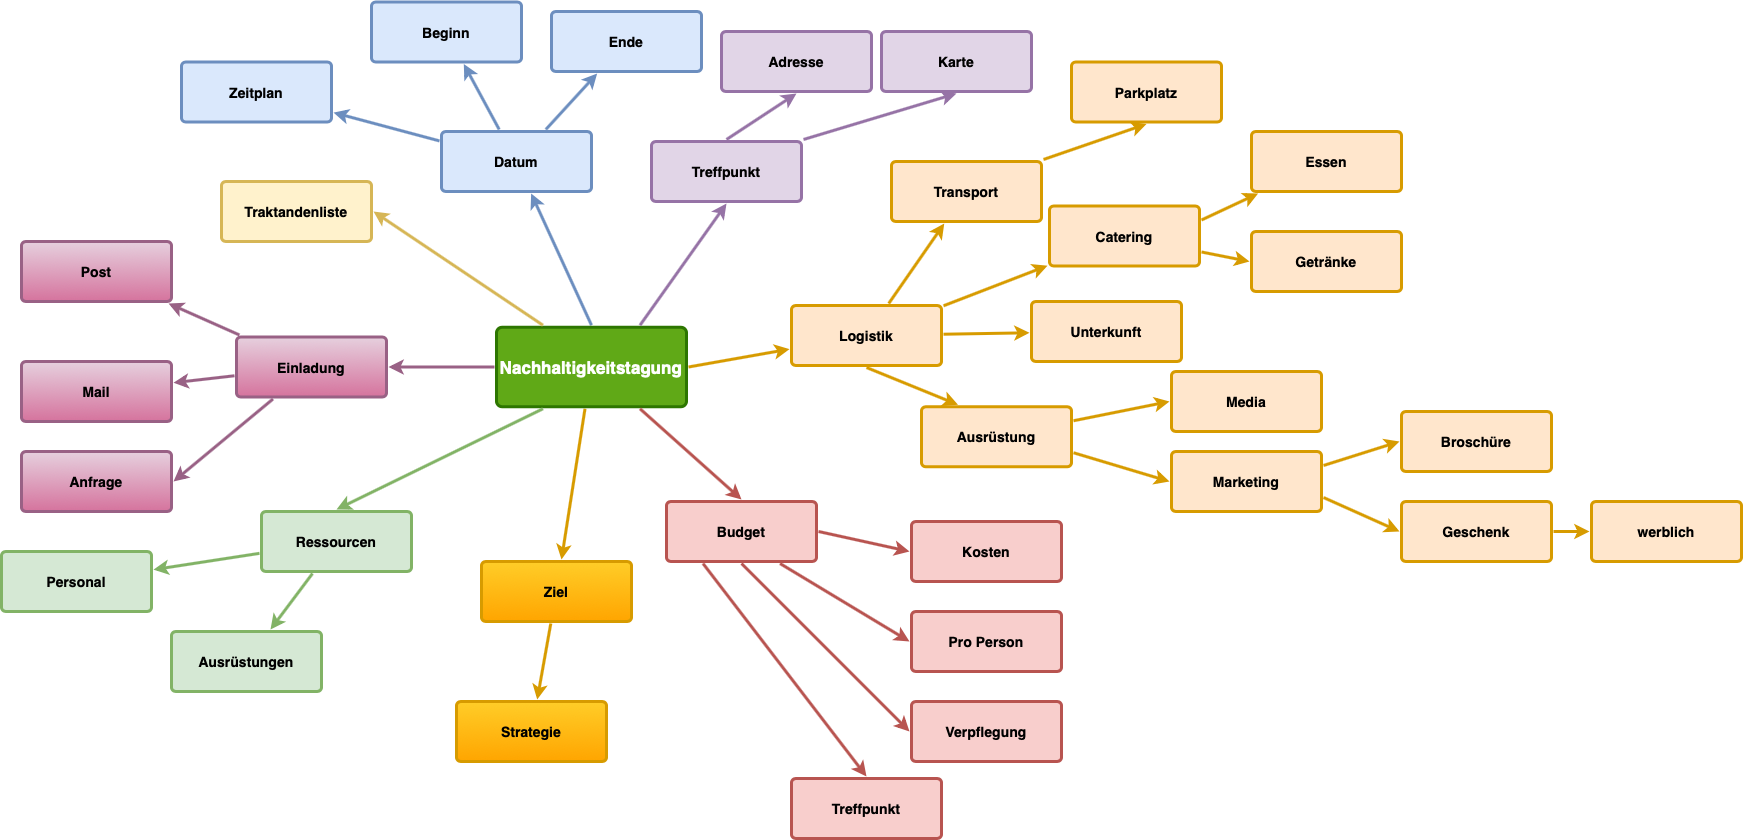 Beginn
Ende
Adresse
Karte
Zeitplan
Parkplatz
Datum
Treffpunkt
Essen
Transport
Traktandenliste
Catering
Getränke
Post
Unterkunft
Logistik
Nachhaltigkeitstagung
Einladung
Mail
Media
Ausrüstung
Broschüre
Anfrage
Marketing
Geschenk
werblich
Ressourcen
Budget
Kosten
Personal
Ziel
Pro Person
Ausrüstungen
Strategie
Verpflegung
Treffpunkt